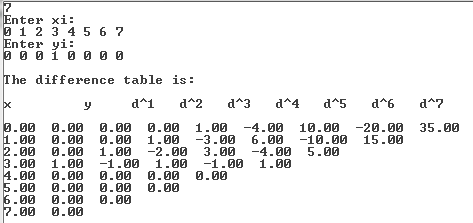 7
Enter xi:
0 1 2 3 4 5 6 7
Enter yi:
0 0 0 1 0 0 0 0
The difference table is:
x y d^1 d^2 d^3 d^4 d^5 d^6 d^7
0.00 0.00 0.00 0.00 1.00 -4.00 10.00 -20.00 35.00
1.00 0.00 0.00 1.00 -3.00 6.00 -10.00 15.00
2.00 0.00 1.00 -2.00 3.00 -4.00 5.00
3.00 1.00 -1.00 1.00 -1.00 1.00
4.00 0.00 0.00 0.00 0.00
5.00 0.00 0.00 0.00
6.00 0.00 0.00
7.00 0.00